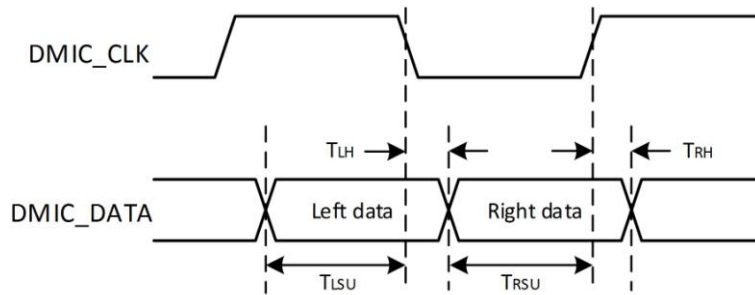 DMIC_CLK
TLH
TRH
DMIC_DATA
Left data
Right data
TLSU
TRSU